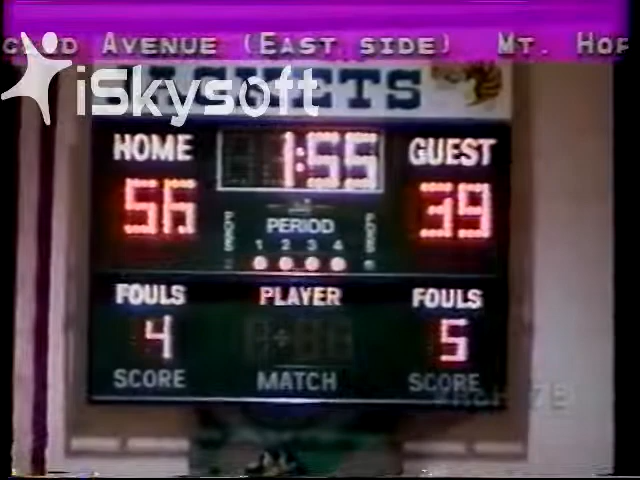 AVENUE (EAST SIDE) MT. HOP
iSkysoft
HOME 1:55 GUEST
56 39
PERIOD
1 2 3 4
FOULS PLAYER FOULS
4 5
SCORE MATCH SCORE